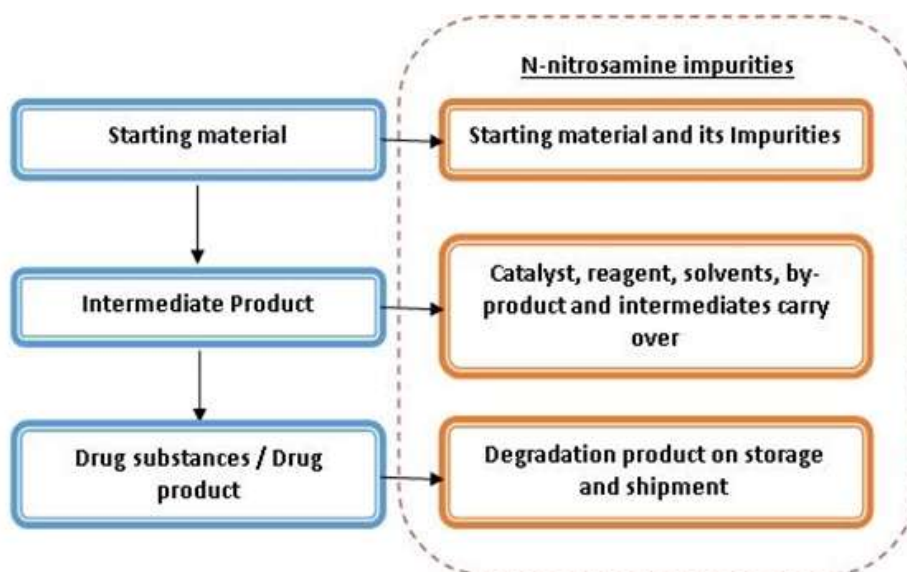 N-nitrosamine impurities
Starting material
Starting material and its Impurities
Intermediate Product
Catalyst, reagent, solvents, by-
product and intermediates carry
over
Drug substances / Drug
product
Degradation product on storage
and shipment